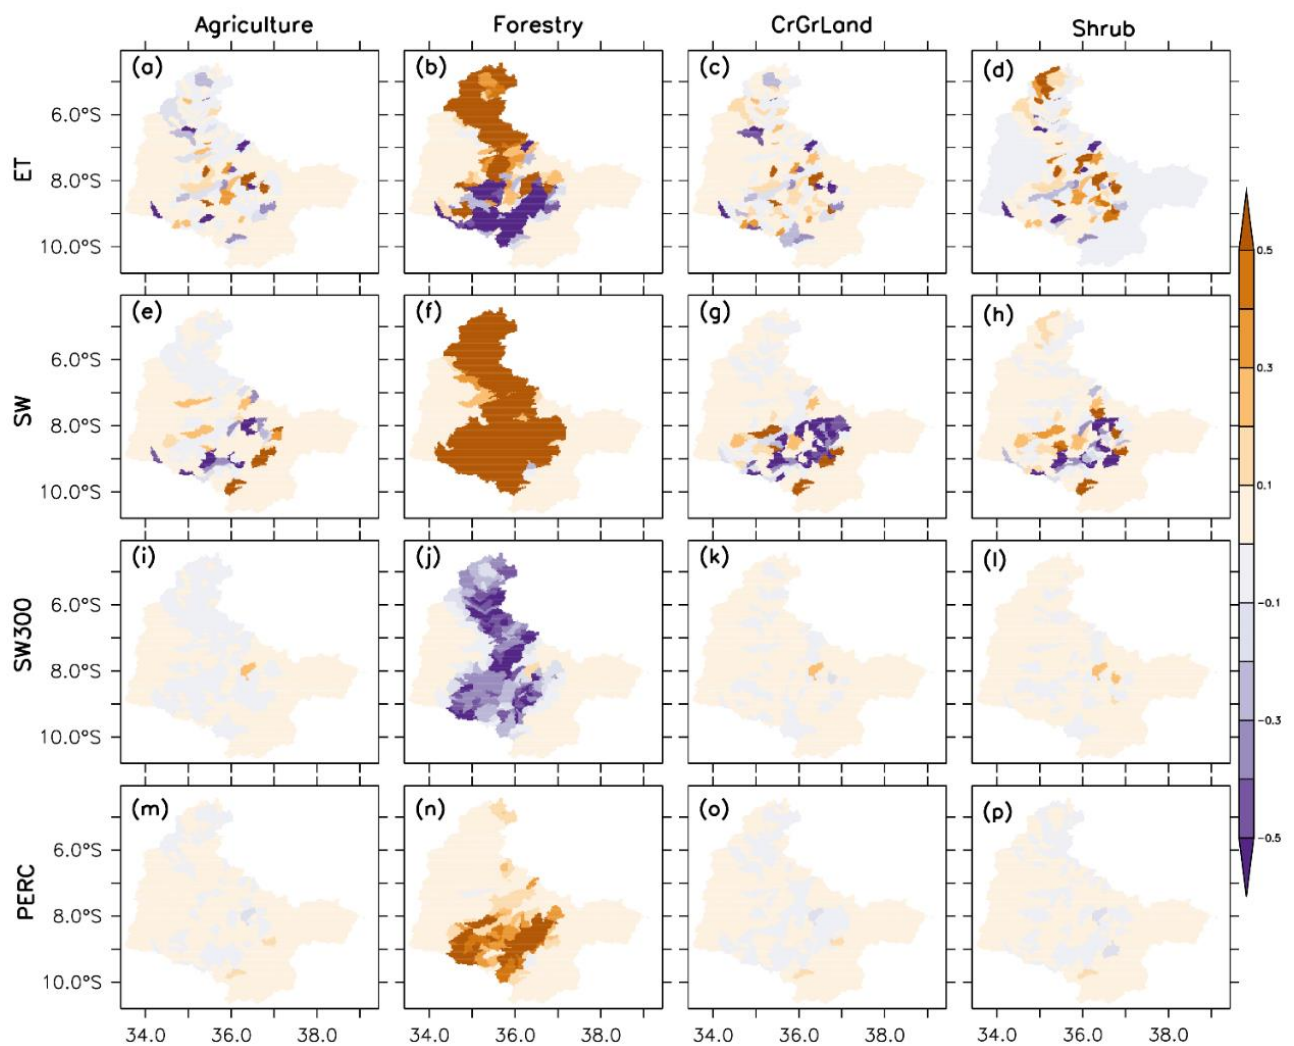 Agriculture Forestry CrGrLand Shrub
(a) (b) (c) (d)
ET
6.0°S
8.0°S
10.0°S
(e) (f) (g) (h)
SW
6.0°S
8.0°S
10.0°S
(i) (j) (k) (l)
SW300
6.0°S
8.0°S
10.0°S
(m) (n) (o) (p)
PERC
6.0°S
8.0°S
10.0°S
34.0 36.0 38.0 34.0 36.0 38.0 34.0 36.0 38.0 34.0 36.0 38.0
0.5
0.3
0.1
-0.1
-0.3
-0.5